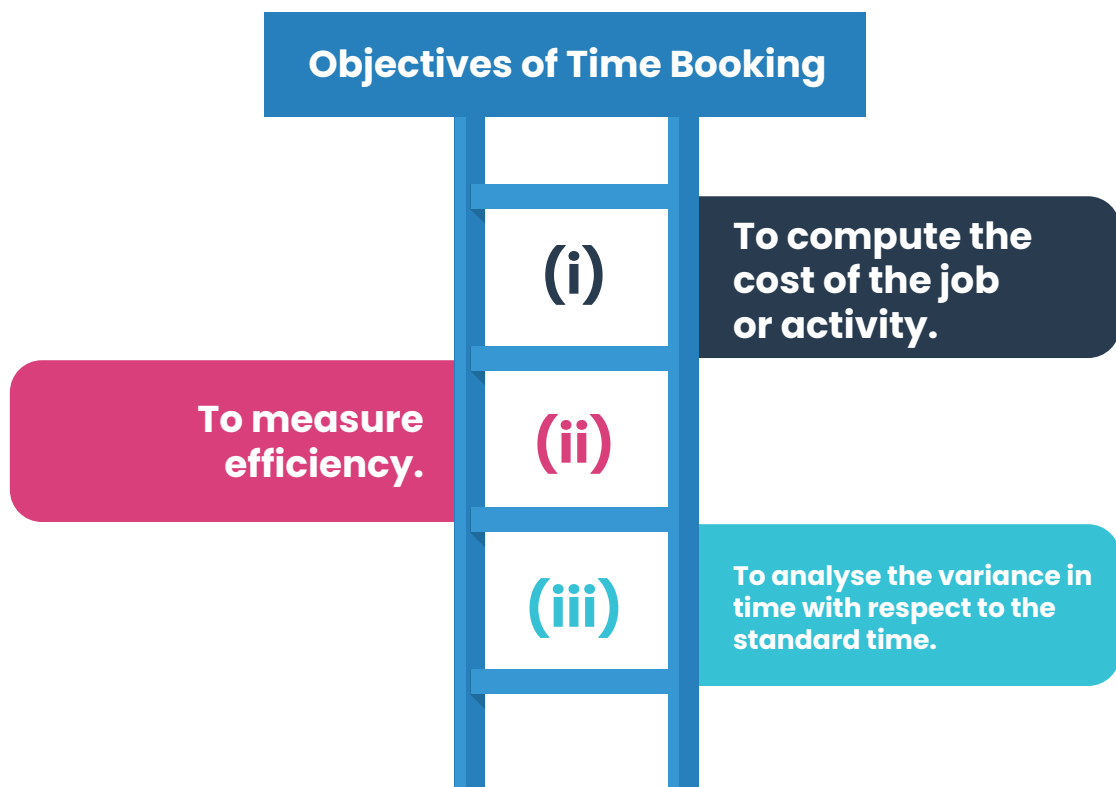 Objectives of Time Booking
(i)
To compute the
cost of the job
or activity.
To measure
efficiency.
(ii)
(iii)
To analyse the variance in
time with respect to the
standard time.